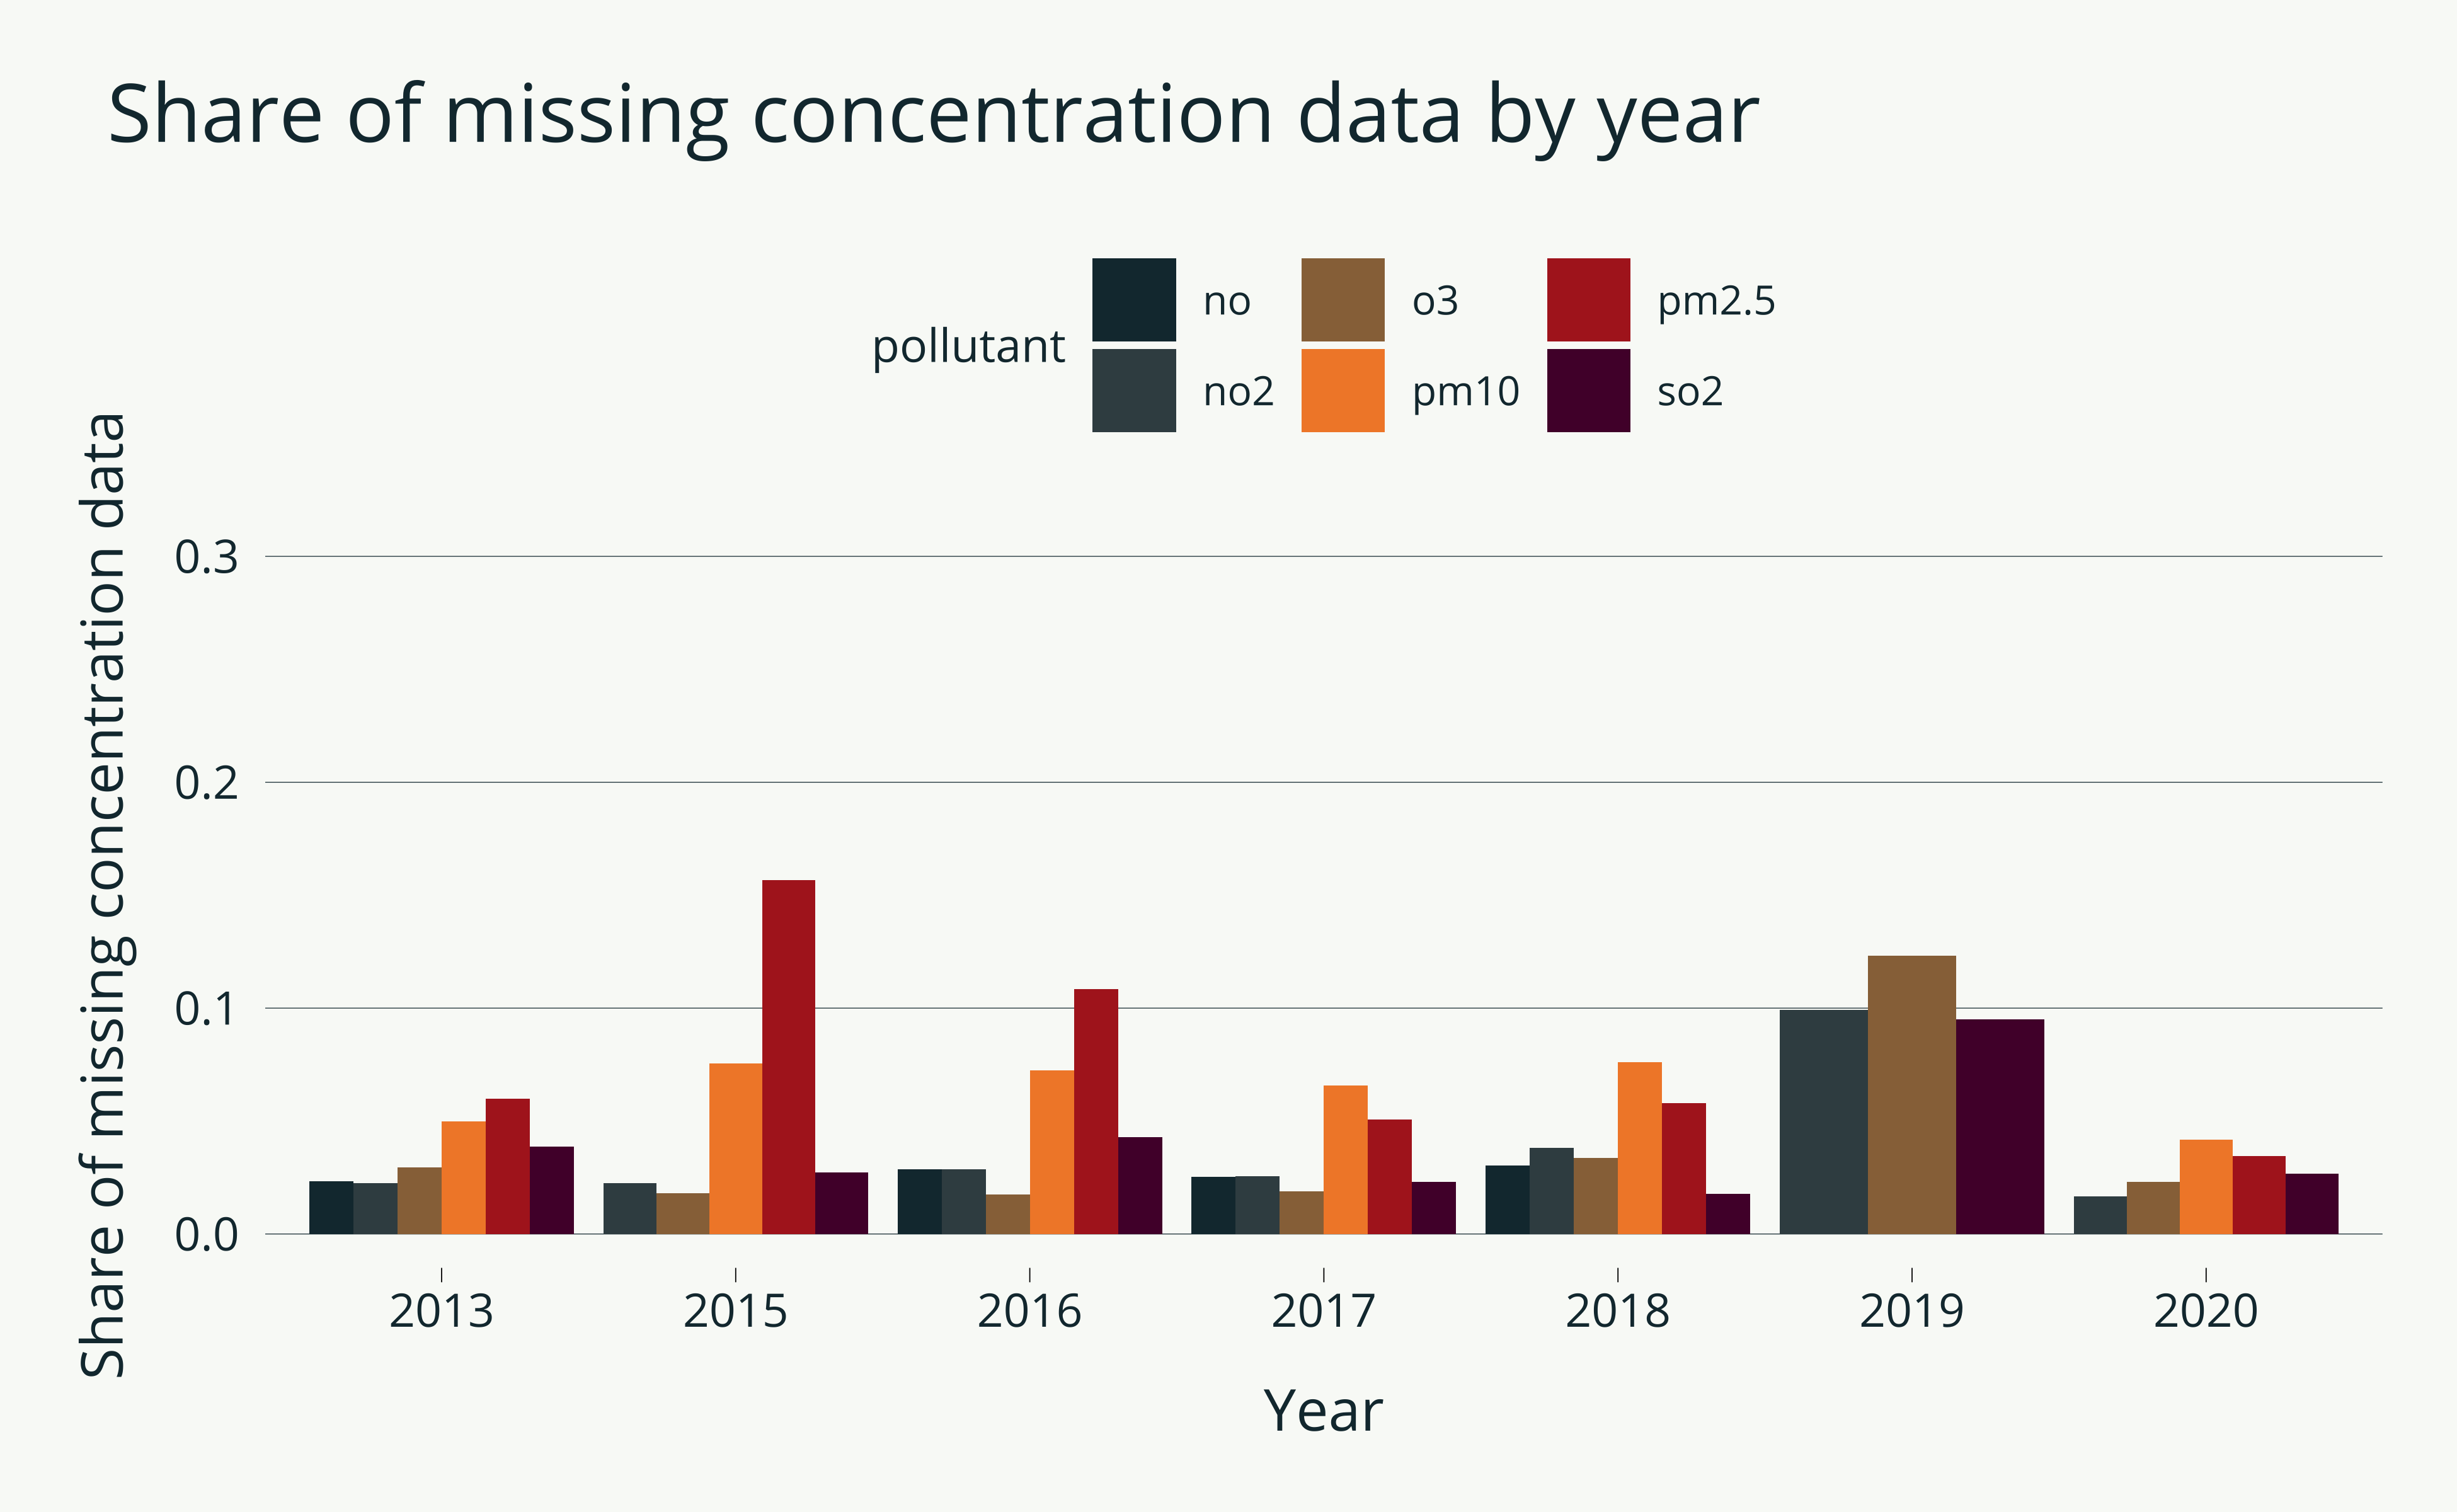 Share of missing concentration data by year
pollutant
no
o3
pm2.5
no2
pm10
so2
Share of missing concentration data
0.3
0.2
0.1
0.0
2013 2015 2016 2017 2018 2019 2020
Year